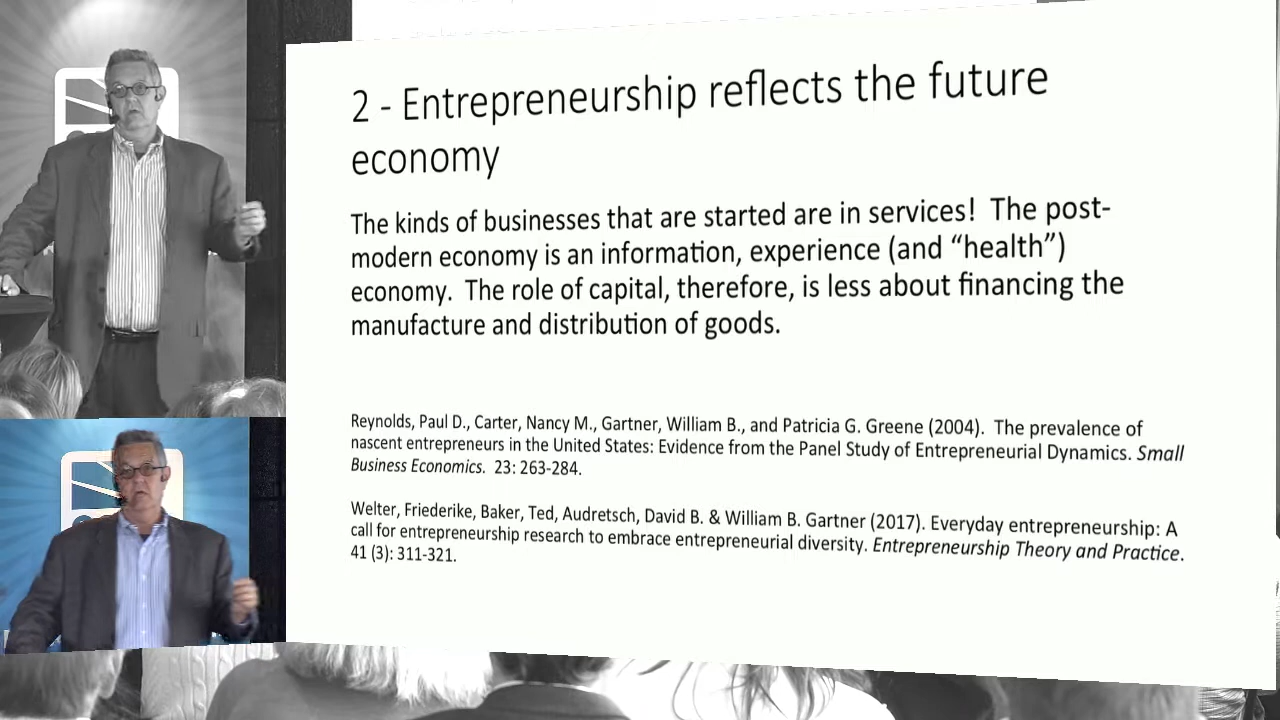 2 - Entrepreneurship reflects the future
economy
The kinds of businesses that are started are in services!  The post-
modern economy is an information, experience (and “health”)
economy.  The role of capital, therefore, is less about financing the
manufacture and distribution of goods.
Reynolds, Paul D., Carter, Nancy M., Gartner, William B., and Patricia G. Greene (2004).  The prevalence of
nascent entrepreneurs in the United States: Evidence from the Panel Study of Entrepreneurial Dynamics. Small
Business Economics.  23: 263-284.
Welter, Friederike, Baker, Ted, Audretsch, David B. & William B. Gartner (2017). Everyday entrepreneurship: A
call for entrepreneurship research to embrace entrepreneurial diversity. Entrepreneurship Theory and Practice.
41 (3): 311-321.